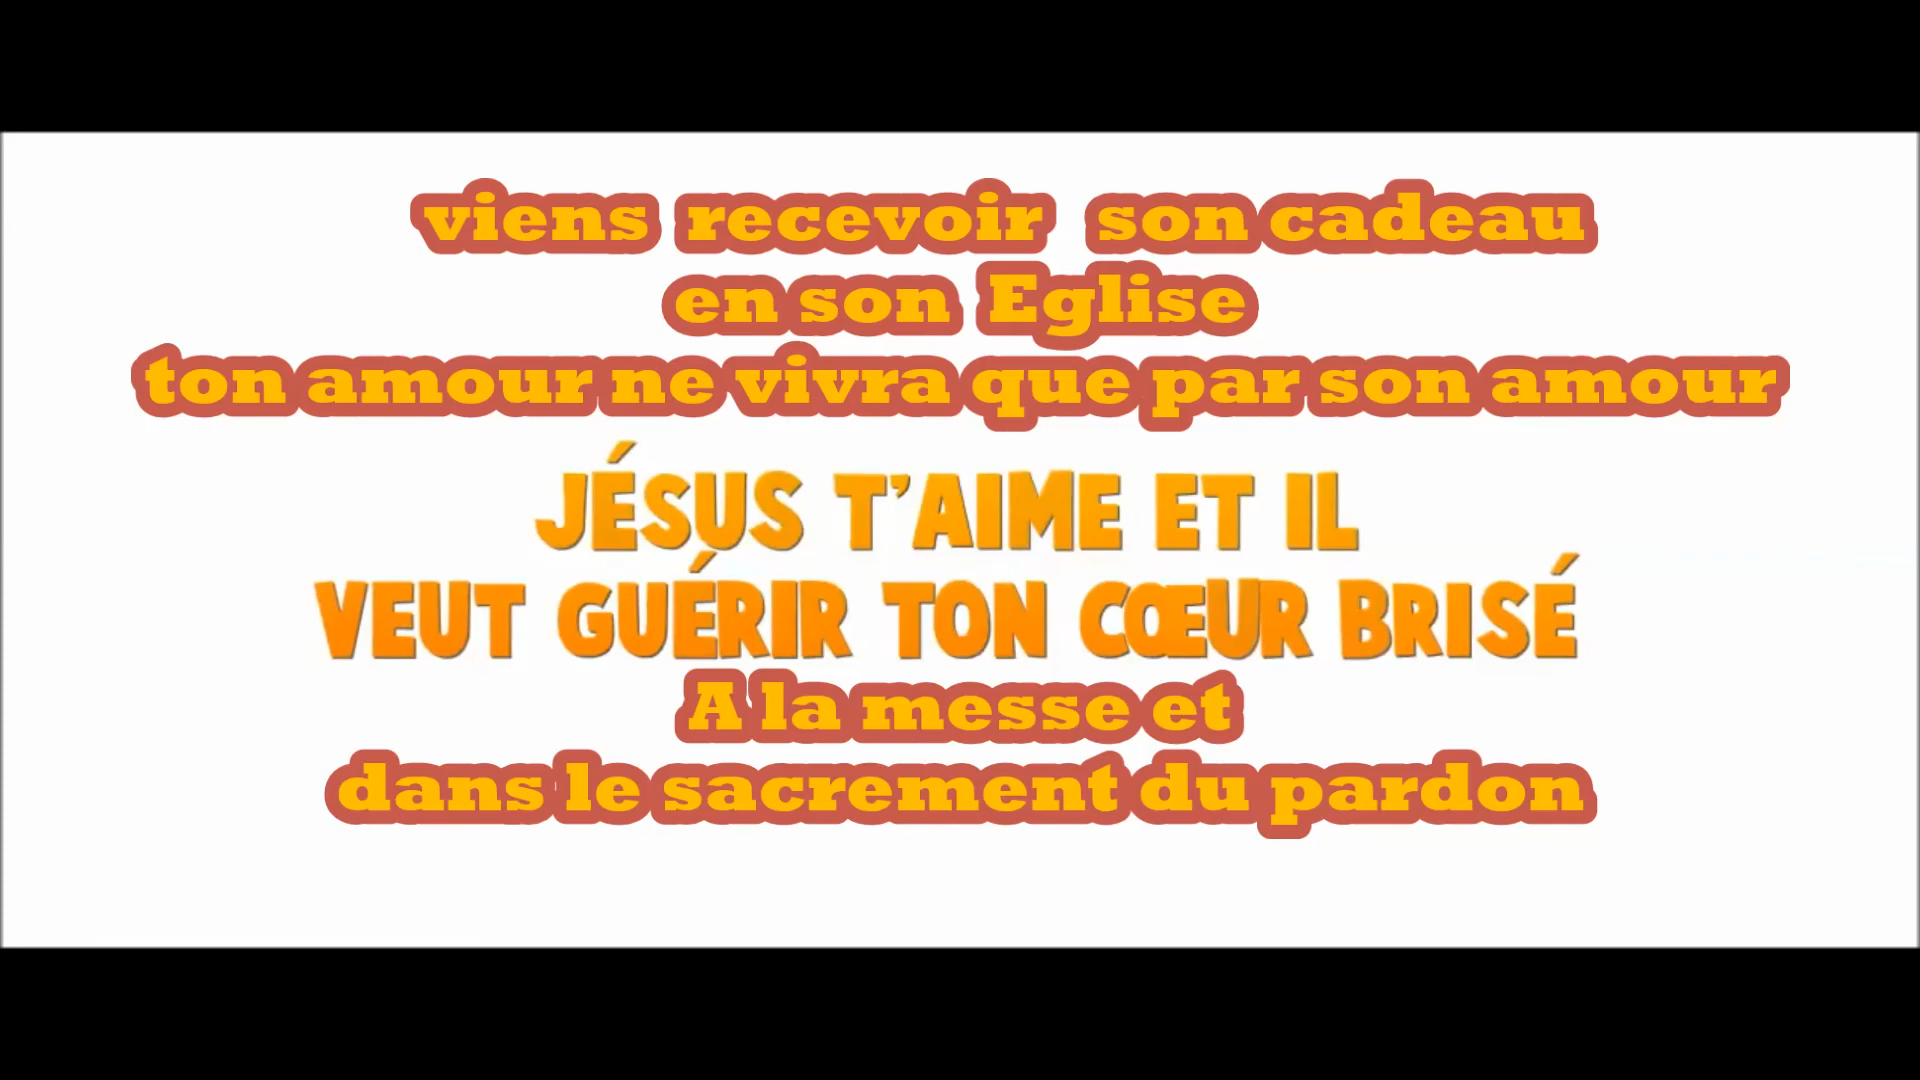 viens recevoir son cadeau
en son Eglise
ton amour ne vivra que par son amour
JÉSUS T'AIME ET IL
VEUT GUÉRIR TON CŒUR BRISÉ
A la messe et
dans le sacrement du pardon